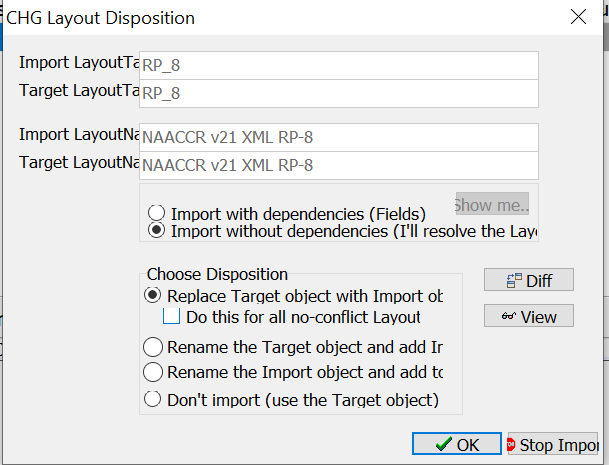 CHG Layout Disposition
Import LayoutTa
RP_8
Target LayoutTa
RP_8
Import LayoutNa
NAACCR v21 XML RP-8
Target LayoutNa
NAACCR v21 XML RP-8
Show me..
Import with dependencies (Fields)
Import without dependencies (I'll resolve the Lay
Choose Disposition
Replace Target object with Import ob
Do this for all no-conflict Layout
Rename the Target object and add Im
Rename the Import object and add to
Don't import (use the Target object)
Diff
View
OK
Stop Impor